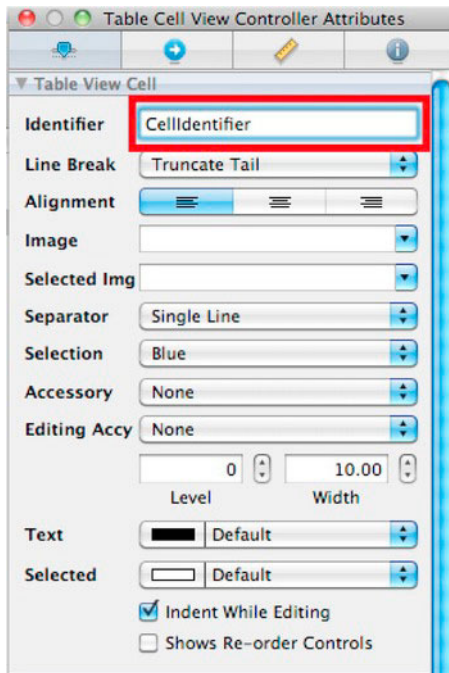 Table Cell View Controller Attributes
Table View Cell
Identifier CellIdentifier
Line Break Truncate Tail
Alignment
Image
Selected Img
Separator Single Line
Selection Blue
Accessory None
Editing Accy None
0 10.00
Level Width
Text Default
Selected Default
Indent While Editing
Shows Re-order Controls